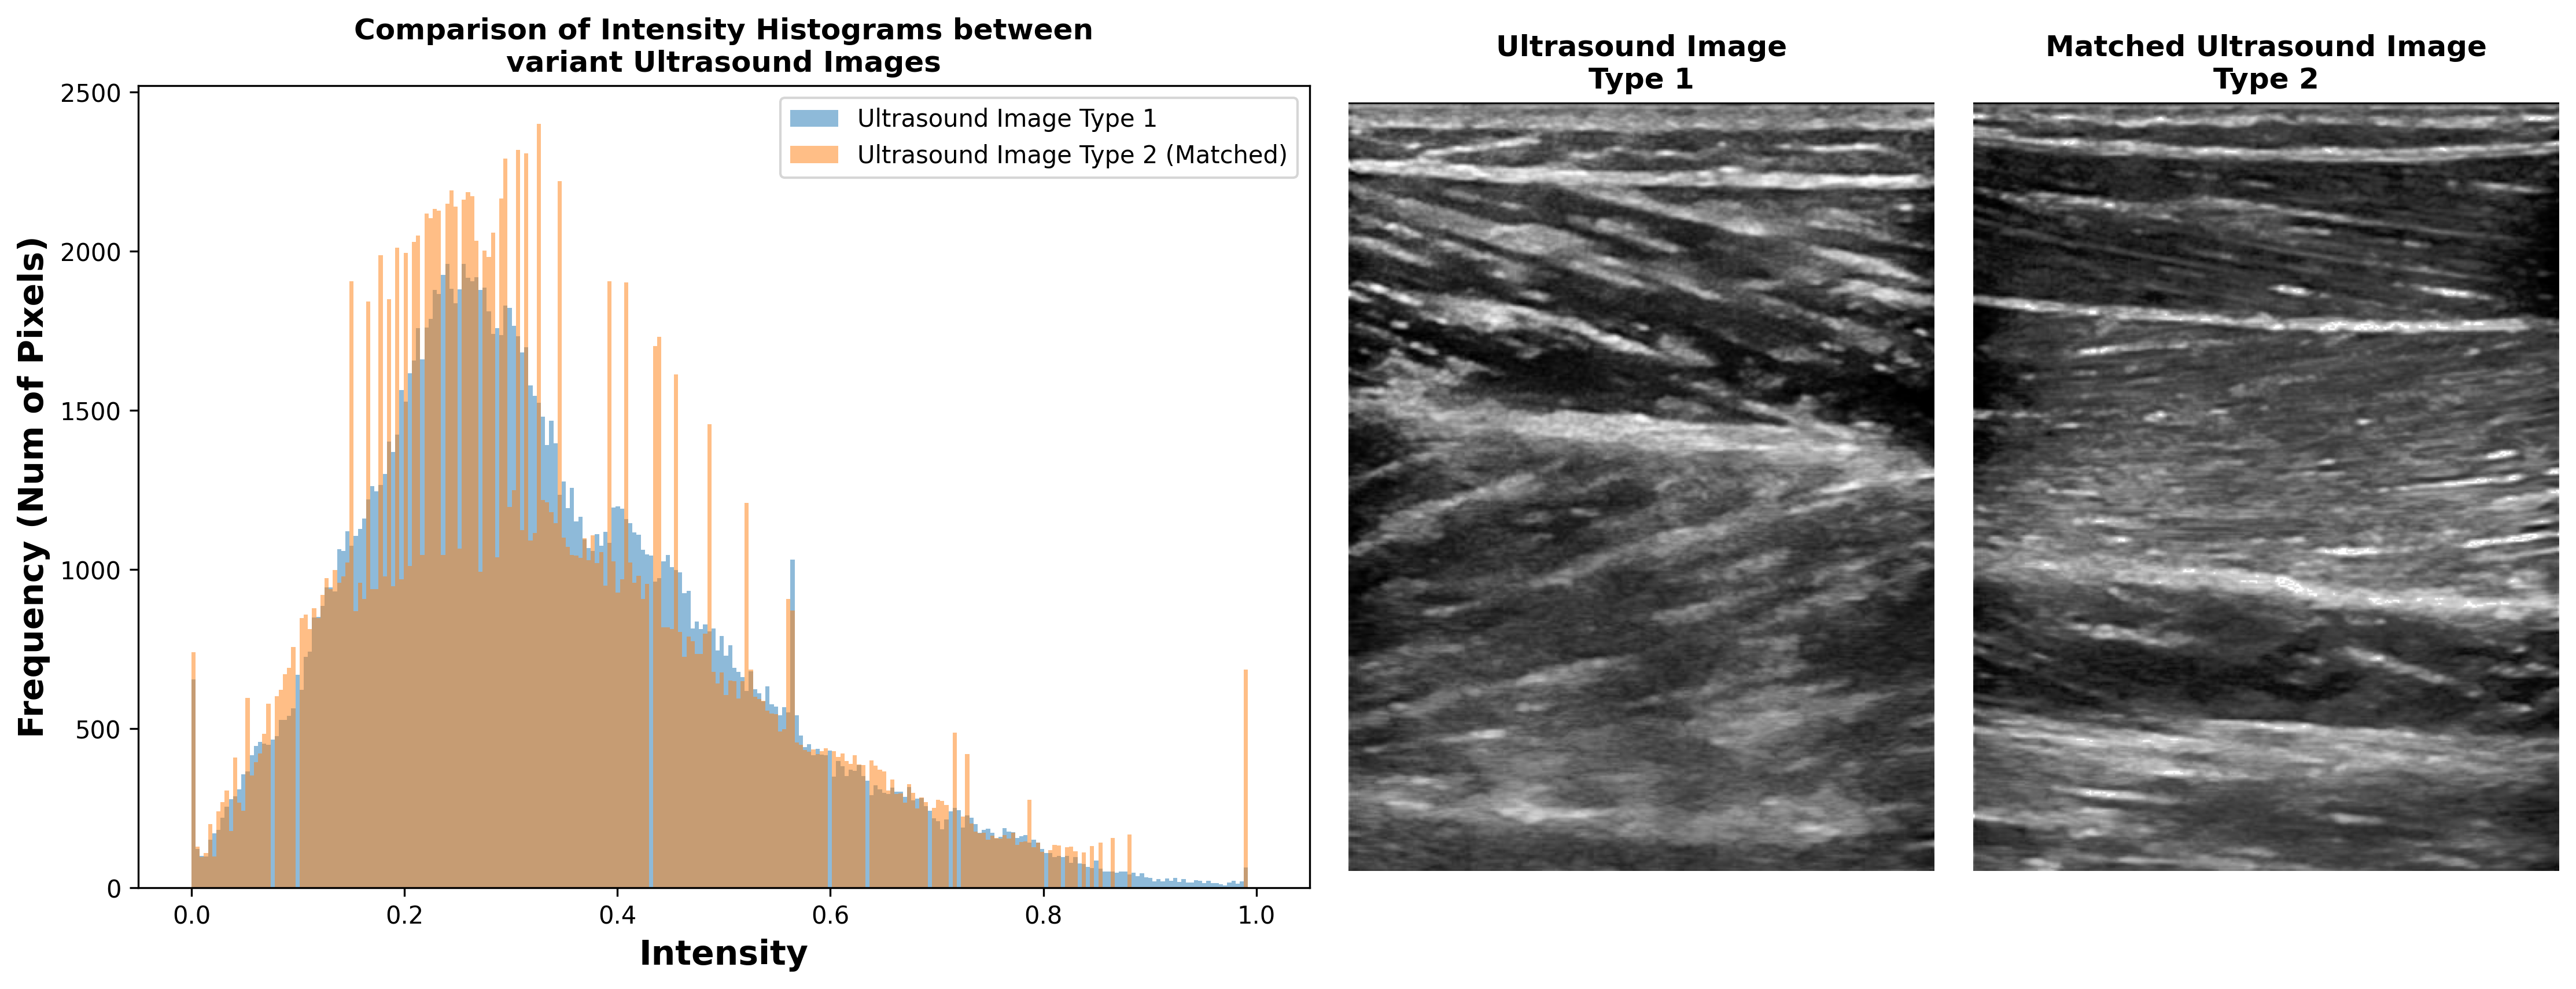 Comparison of Intensity Histograms between
variant Ultrasound Images
Ultrasound Image
Type 1
Matched Ultrasound Image
Type 2
Ultrasound Image Type 1
Ultrasound Image Type 2 (Matched)
Frequency (Num of Pixels)
2500
2000
1500
1000
500
0
0.0
0.2
0.4
0.6
0.8
1.0
Intensity